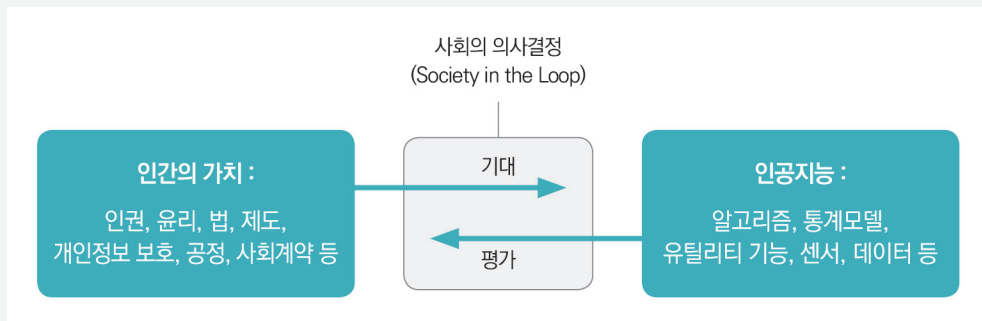 사회의 의사결정
(Society in the Loop)
인간의 가치 :
인권, 윤리, 법, 제도,
개인정보 보호, 공정, 사회계약 등
기대
평가
인공지능 :
알고리즘, 통계모델,
유틸리티 기능, 센서, 데이터 등